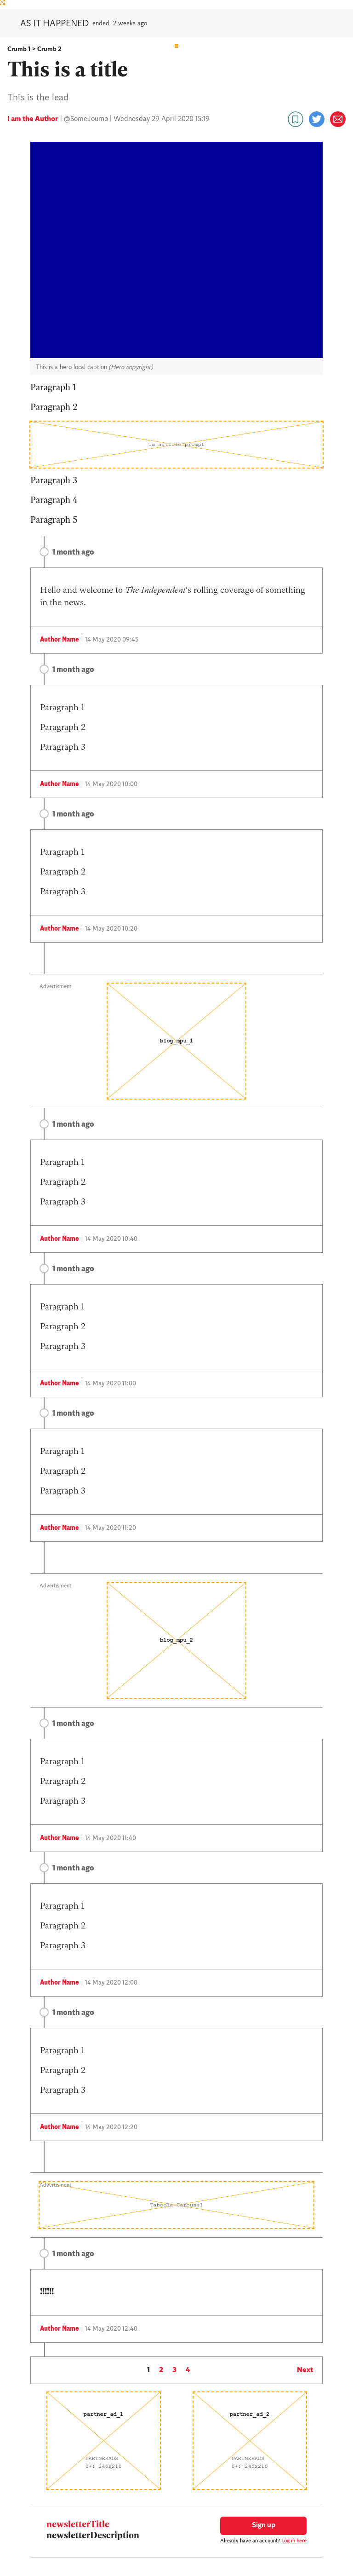 AS IT HAPPENED ended 2 weeks ago
Crumb 1 > Crumb 2
This is a title
This is the lead
I am the Author | @SomeJourno | Wednesday 29 April 2020 15:19
This is a hero local caption (Hero copyright)
Paragraph 1
Paragraph 2
in article prompt
Paragraph 3
Paragraph 4
Paragraph 5
1 month ago
Hello and welcome to The Independent's rolling coverage of something
in the news.
Author Name | 14 May 2020 09:45
1 month ago
Paragraph 1
Paragraph 2
Paragraph 3
Author Name / 14 May 2020 10:00
1 month ago
Paragraph 1
Paragraph 2
Paragraph 3
Author Name / 14 May 2020 10:20
Advertisment
blog_mpu_1
1 month ago
Paragraph 1
Paragraph 2
Paragraph 3
Author Name | 14 May 2020 10:40
1 month ago
Paragraph 1
Paragraph 2
Paragraph 3
Author Name | 14 May 2020 11:00
1 month ago
Paragraph 1
Paragraph 2
Paragraph 3
Author Name | 14 May 2020 11:20
Advertisment
blog_mpu_2
1 month ago
Paragraph 1
Paragraph 2
Paragraph 3
Author Name | 14 May 2020 11:40
1 month ago
Paragraph 1
Paragraph 2
Paragraph 3
Author Name | 14 May 2020 12:00
1 month ago
Paragraph 1
Paragraph 2
Paragraph 3
Author Name | 14 May 2020 12:20
Advertisment
Taboola Carousel
1 month ago
!!!!!!
Author Name | 14 May 2020 12:40
1 2 3 4 Next
partner_ad_1 partner_ad_2
PARTNERADS PARTNERADS
0+: 245x210 0+: 245x210
newsletterTitle
newsletterDescription
Sign up
Already have an account? Log in here